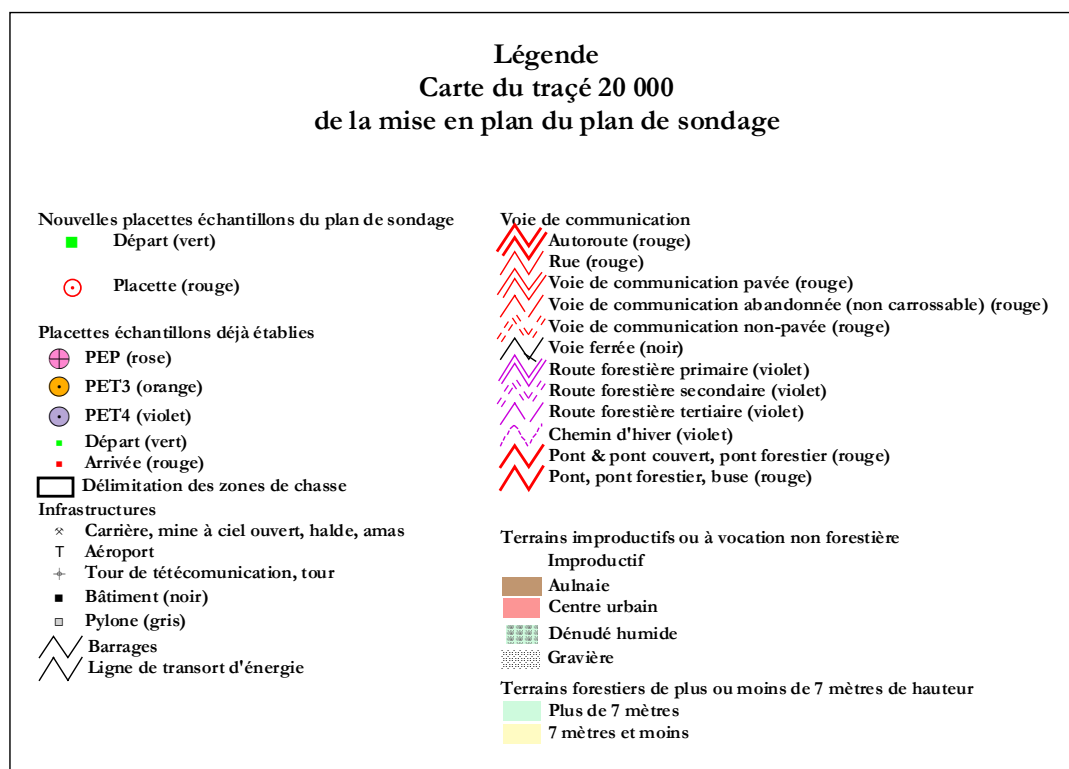 Légende
Carte du traçé 20 000
de la mise en plan du plan de sondage
Nouvelles placettes échantillons du plan de sondage
Départ (vert)
Placette (rouge)
Placettes échantillons déjà établies
PEP (rose)
PET3 (orange)
PET4 (violet)
Départ (vert)
Arrivée (rouge)
Délimitation des zones de chasse
Infrastructures
Carrière, mine à ciel ouvert, halde, amas
T Aéroport
Tour de tétécomunication, tour
Bâtiment (noir)
Pylone (gris)
Barrages
Ligne de transort d'énergie
Voie de communication
Autoroute (rouge)
Rue (rouge)
Voie de communication pavée (rouge)
Voie de communication abandonnée (non carrossable) (rouge)
Voie de communication non-pavée (rouge)
Voie ferrée (noir)
Route forestière primaire (violet)
Route forestière secondaire (violet)
Route forestière tertiaire (violet)
Chemin d'hiver (violet)
Pont & pont couvert, pont forestier (rouge)
Pont, pont forestier, buse (rouge)
Terrains improductifs ou à vocation non forestière
Improductif
Aulnaie
Centre urbain
Dénudé humide
Gravière
Terrains forestiers de plus ou moins de 7 mètres de hauteur
Plus de 7 mètres
7 mètres et moins